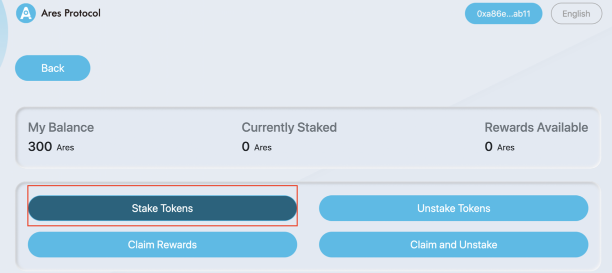 Ares Protocol
0xa86e...ab11
English
Back
My Balance
Currently Staked
Rewards Available
300 Ares
0 Ares
0 Ares
Stake Tokens
Unstake Tokens
Claim Rewards
Claim and Unstake